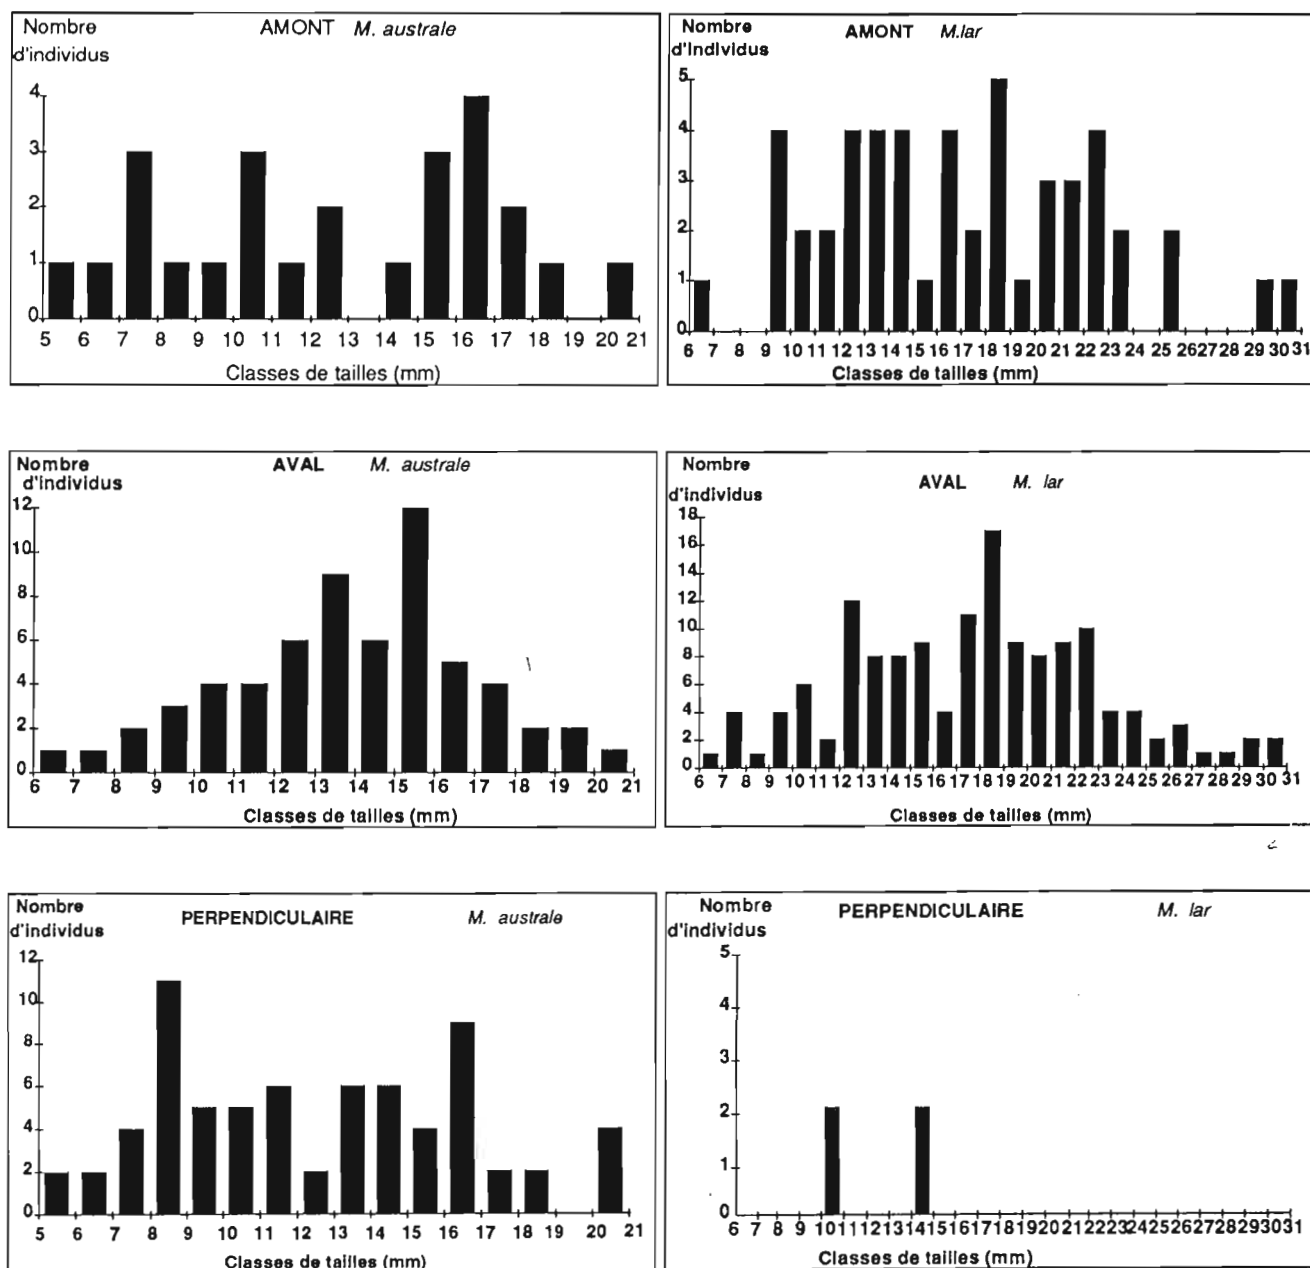 Nombre
d'individus
AMONT M. australe
4
3
2
1
0
5 6 7 8 9 10 11 12 13 14 15 16 17 18 19 20 21
Classes de tailles (mm)
Nombre
d'individus
AMONT M.lar
5
4
3
2
1
0
6 7 8 9 10 11 12 13 14 15 16 17 18 19 20 21 22 23 24 25 26 27 28 29 30 31
Classes de tailles (mm)
Nombre
d'individus
AVAL M. australe
12
10
8
6
4
2
0
6 7 8 9 10 11 12 13 14 15 16 17 18 19 20 21
Classes de tailles (mm)
Nombre
d'individus
AVAL M. lar
18
16
14
12
10
8
6
4
2
0
6 7 8 9 10 11 12 13 14 15 16 17 18 19 20 21 22 23 24 25 26 27 28 29 30 31
Classes de tailles (mm)
Nombre
d'individus
PERPENDICULAIRE M. australe
12
10
8
6
4
2
0
5 6 7 8 9 10 11 12 13 14 15 16 17 18 19 20 21
Classes de tailles (mm)
Nombre
d'individus
PERPENDICULAIRE M. lar
5
4
3
2
1
0
6 7 8 9 10 11 12 13 14 15 16 17 18 19 20 21 22 23 24 25 26 27 28 29 30 31
Classes de tailles (mm)